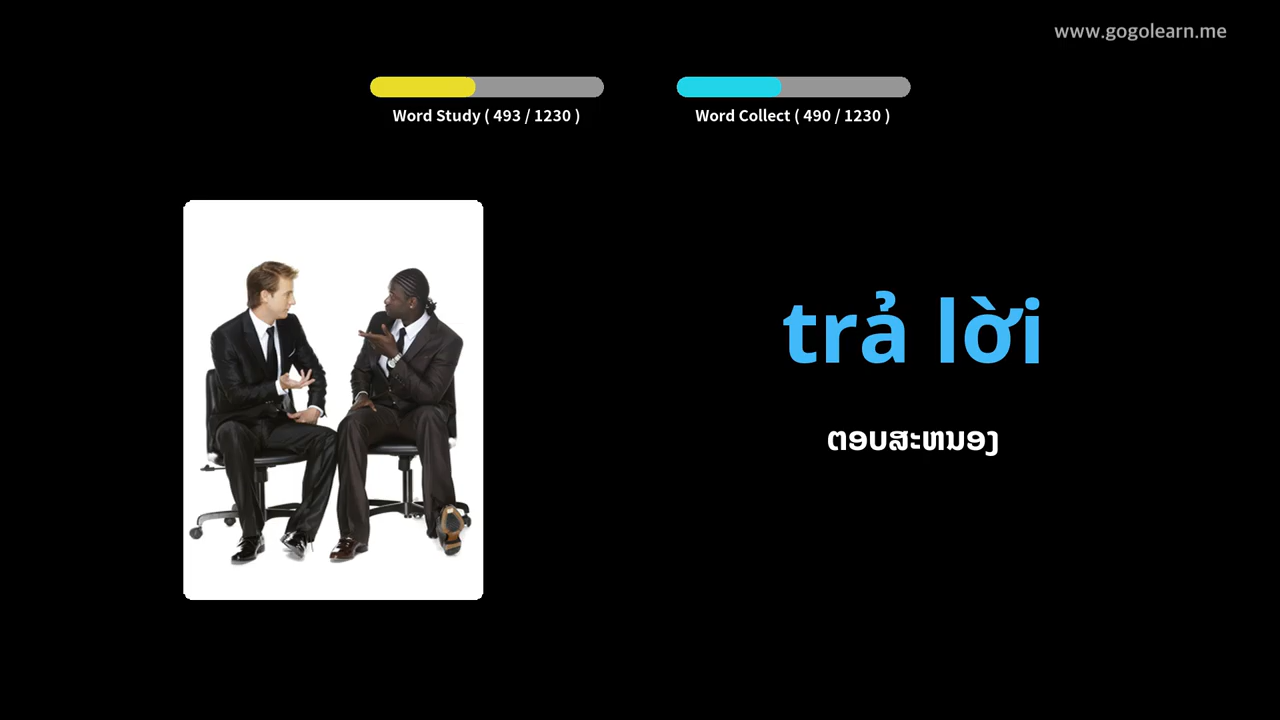 www.gogolearn.me
Word Study ( 493 / 1230 )
Word Collect ( 490 / 1230 )
trả lời
ຕອບສະຫນອງ